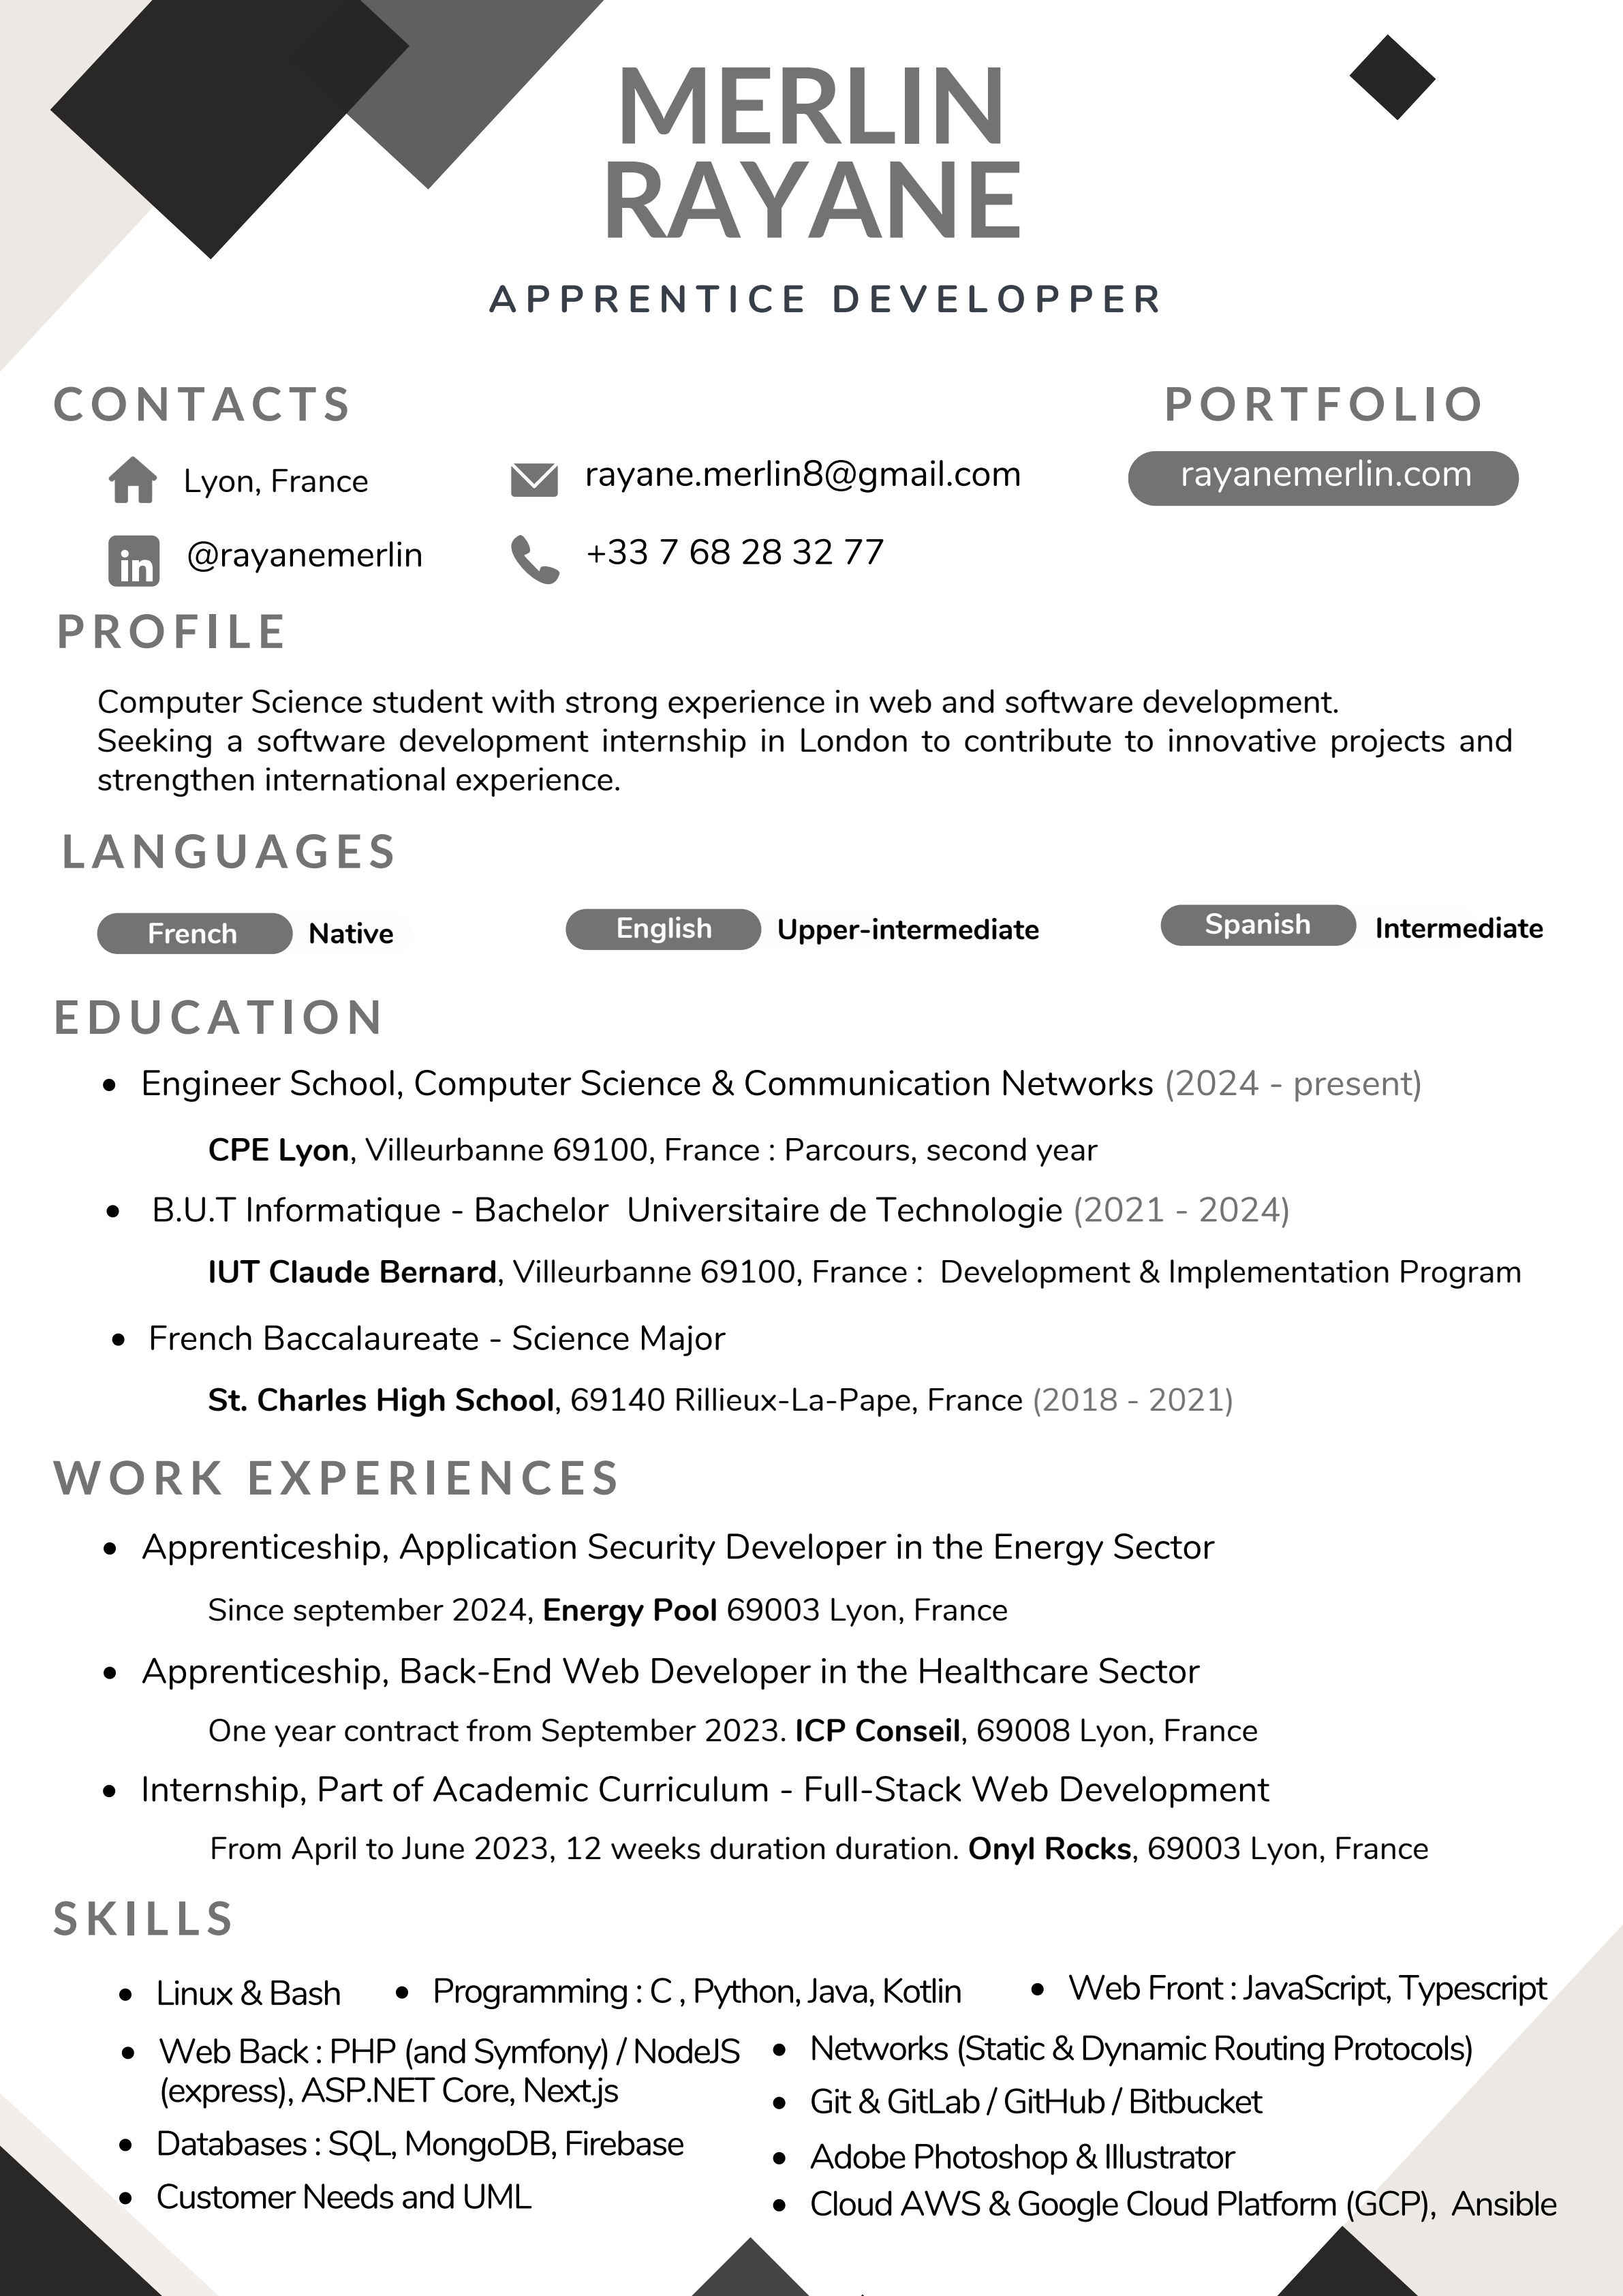 MERLIN
RAYANE
APPRENTICE DEVELOPPER
CONTACTS
Lyon, France
rayane.merlin8@gmail.com
@rayanemerlin
+33 7 68 28 32 77
PORTFOLIO
rayanemerlin.com
PROFILE
Computer Science student with strong experience in web and software development.
Seeking a software development internship in London to contribute to innovative projects and
strengthen international experience.
LANGUAGES
French Native
English Upper-intermediate
Spanish Intermediate
EDUCATION
• Engineer School, Computer Science & Communication Networks (2024 - present)
CPE Lyon, Villeurbanne 69100, France : Parcours, second year
• B.U.T Informatique - Bachelor  Universitaire de Technologie (2021 - 2024)
IUT Claude Bernard, Villeurbanne 69100, France :  Development & Implementation Program
• French Baccalaureate - Science Major
St. Charles High School, 69140 Rillieux-La-Pape, France (2018 - 2021)
WORK EXPERIENCES
• Apprenticeship, Application Security Developer in the Energy Sector
Since september 2024, Energy Pool 69003 Lyon, France
• Apprenticeship, Back-End Web Developer in the Healthcare Sector
One year contract from September 2023. ICP Conseil, 69008 Lyon, France
• Internship, Part of Academic Curriculum - Full-Stack Web Development
From April to June 2023, 12 weeks duration duration. Onyl Rocks, 69003 Lyon, France
SKILLS
• Linux & Bash
• Programming : C , Python, Java, Kotlin
• Web Front : JavaScript, Typescript
• Web Back : PHP (and Symfony) / NodeJS
(express), ASP.NET Core, Next.js
• Databases : SQL, MongoDB, Firebase
• Customer Needs and UML
• Networks (Static & Dynamic Routing Protocols)
• Git & GitLab / GitHub / Bitbucket
• Adobe Photoshop & Illustrator
• Cloud AWS & Google Cloud Platform (GCP),  Ansible